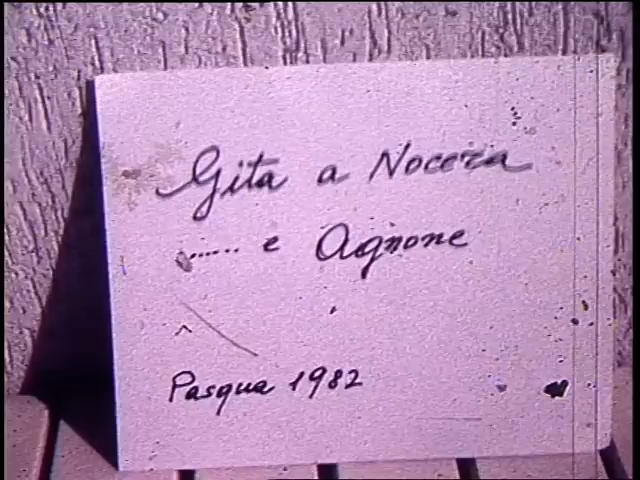 Gita a Nocera
...... e Agnone
Pasqua 1982